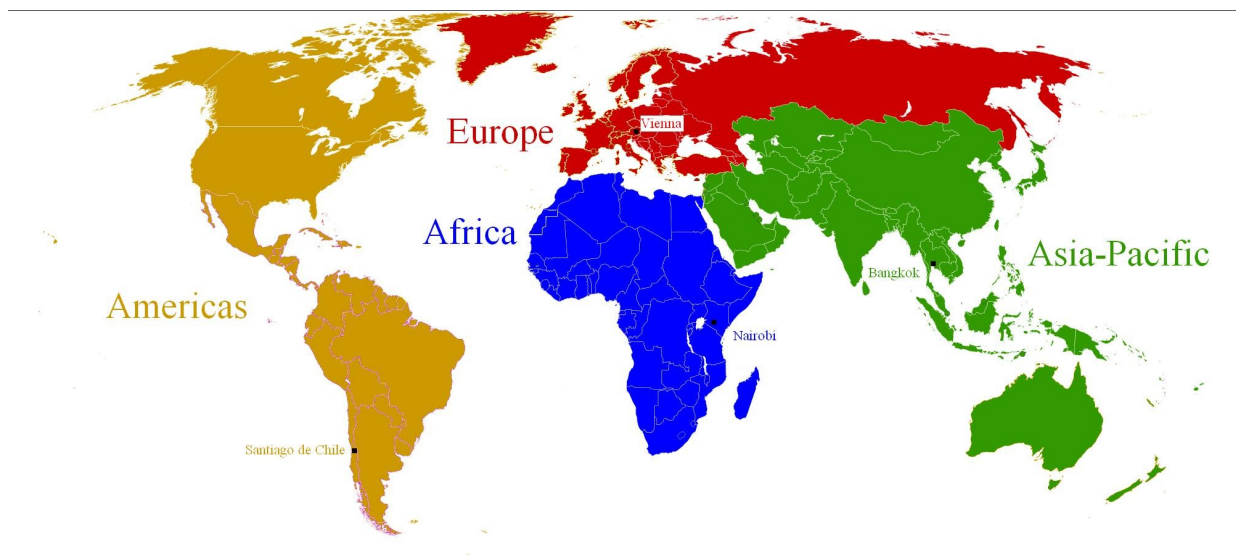 Vienna
Europe
Africa
Asia-Pacific
Bangkok
Americas
Nairobi
Santiago de Chile